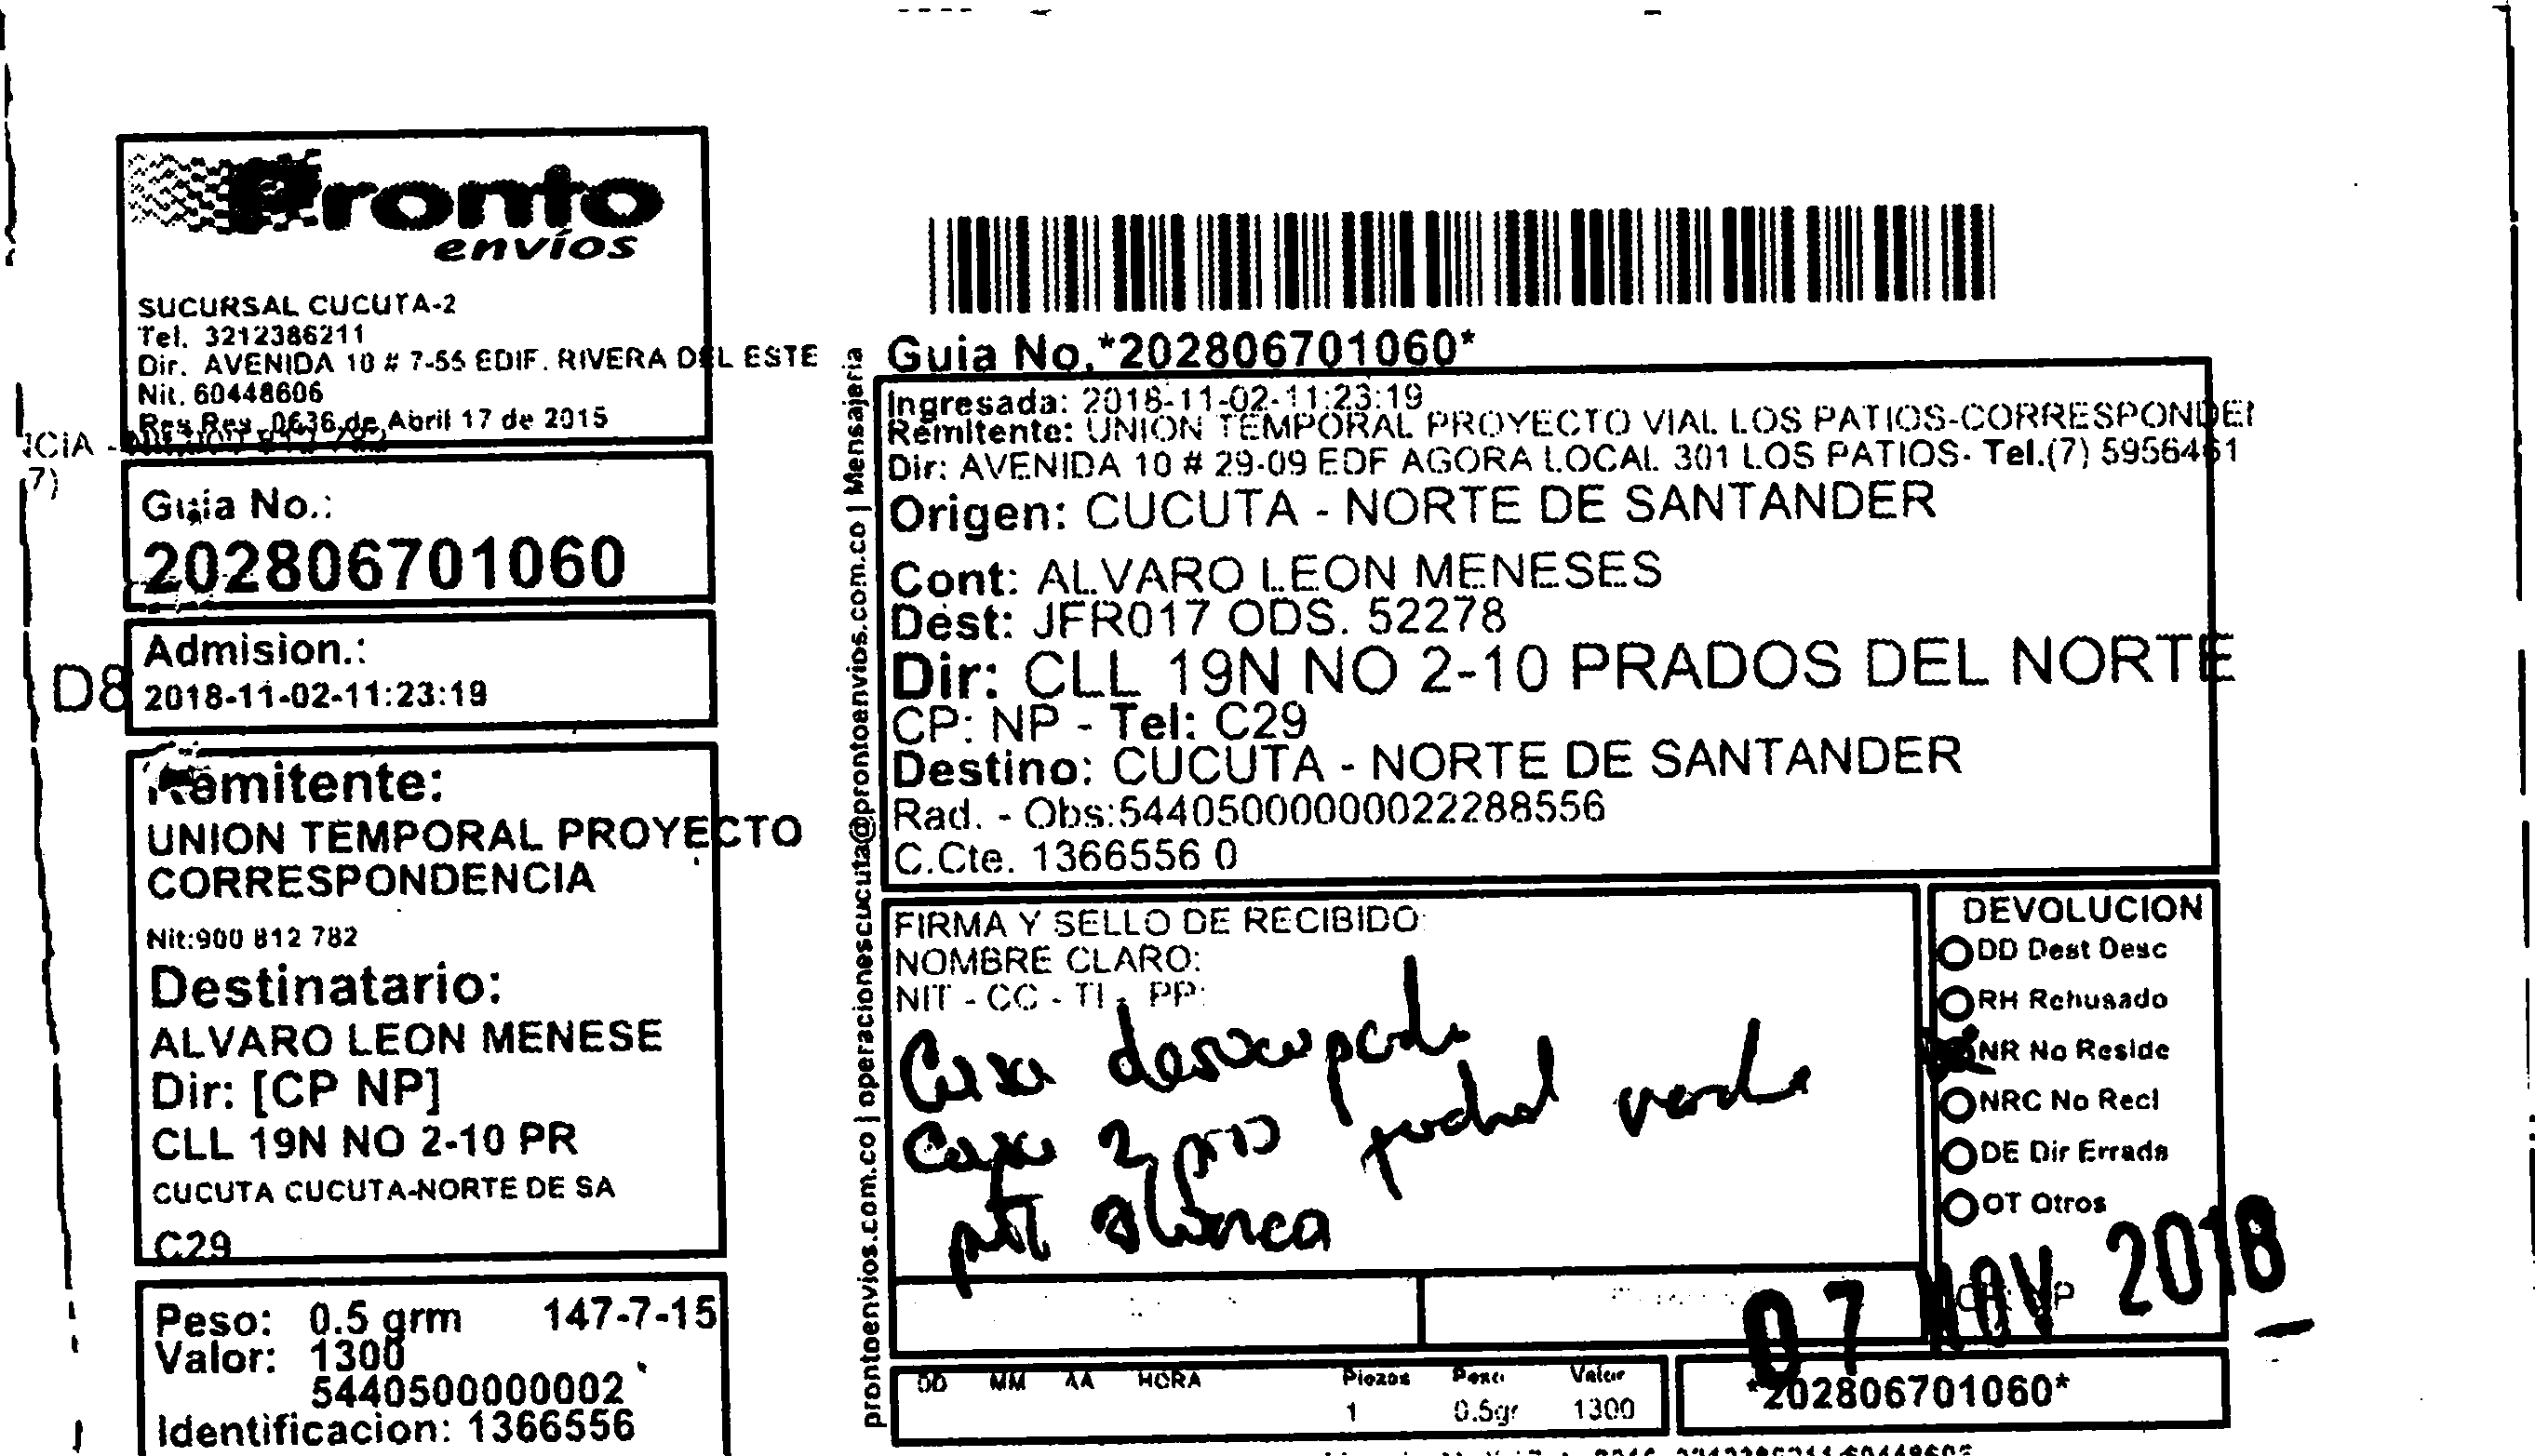 Pronto
envíos
SUCURSAL CUCUTA-2
Tel. 3212386211
Dir. AVENIDA 10 # 7-55 EDIF. RIVERA DEL ESTE
Nit. 60448606
Res Res 0636 de Abril 17 de 2015
NCIA -
7)
Guia No.:
202806701060
Admision.:
D8
2018-11-02-11:23:19
Remitente:
UNION TEMPORAL PROYECTO
CORRESPONDENCIA
Nit:900 812 782
Destinatario:
ALVARO LEON MENESE
Dir: [CP NP]
CLL 19N NO 2-10 PR
CUCUTA CUCUTA-NORTE DE SA
C29
Peso: 0.5 grm 147-7-15
Valor: 1300
5440500000002
Identificacion: 1366556
prontoenvios.com.co | operacionescucuta@prontoenvios.com.co | Mensajeria
Guia No.*202806701060*
Ingresada: 2018-11-02-11:23:19
Remitente: UNION TEMPORAL PROYECTO VIAL LOS PATIOS-CORRESPONDEN
Dir: AVENIDA 10 # 29-09 EDF AGORA LOCAL 301 LOS PATIOS- Tel.(7) 5956461
Origen: CUCUTA - NORTE DE SANTANDER
Cont: ALVARO LEON MENESES
Dest: JFR017 ODS. 52278
Dir: CLL 19N NO 2-10 PRADOS DEL NORTE
CP: NP - Tel: C29
Destino: CUCUTA - NORTE DE SANTANDER
Rad. - Obs:544050000000022288556
C.Cte. 1366556 0
FIRMA Y SELLO DE RECIBIDO:
NOMBRE CLARO:
NIT - CC - TI - PP:
Casa desocupada
Casa 2 verde
blanca
DEVOLUCION
DD Dest Desc
RH Rehusado
NR No Reside
NRC No Recl
DE Dir Errada
OT Otros
07 NOV 2018
DD MM AA HORA Piezas Peso Valor
1 0.5gr 1300
*202806701060*